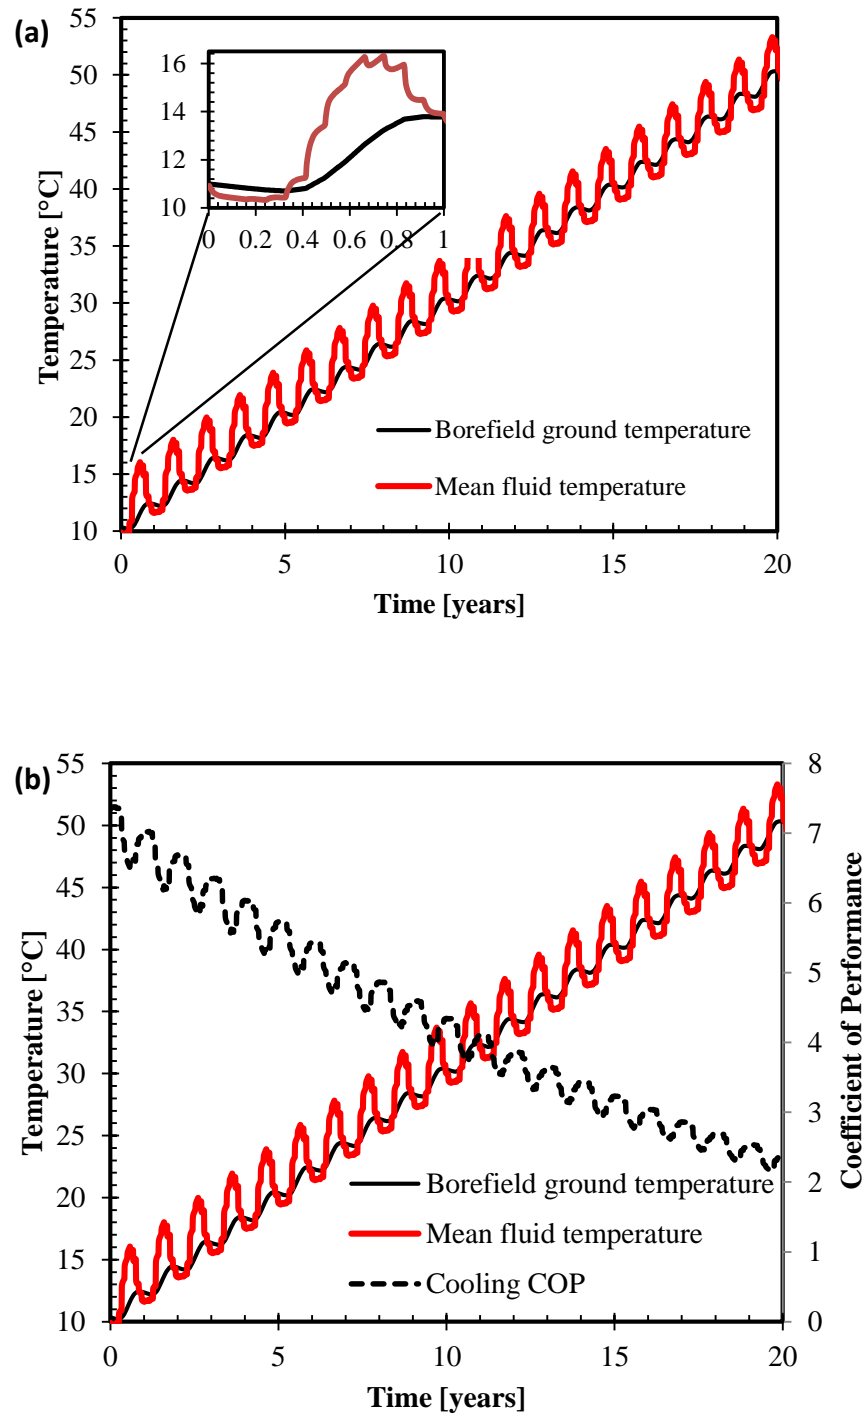 (a)
55
50
45
40
35
30
25
20
15
10
Temperature [°C]
16
14
12
10
0 0.2 0.4 0.6 0.8 1
Borefield ground temperature
Mean fluid temperature
0 5 10 15 20
Time [years]
(b)
55
50
45
40
35
30
25
20
15
10
Temperature [°C]
8
7
6
5
4
3
2
1
0
Coefficient of Performance
Borefield ground temperature
Mean fluid temperature
Cooling COP
0 5 10 15 20
Time [years]